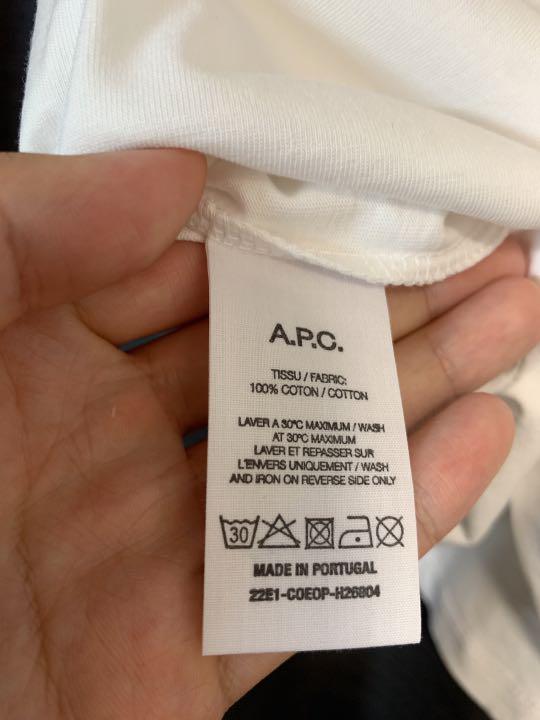 A.P.C.
TISSU / FABRIC:
100% COTON / COTTON
LAVER A 30°C MAXIMUM / WASH
AT 30°C MAXIMUM
LAVER ET REPASSER SUR
L'ENVERS UNIQUEMENT / WASH
AND IRON ON REVERSE SIDE ONLY
30
MADE IN PORTUGAL
22E1-COEOP-H26904